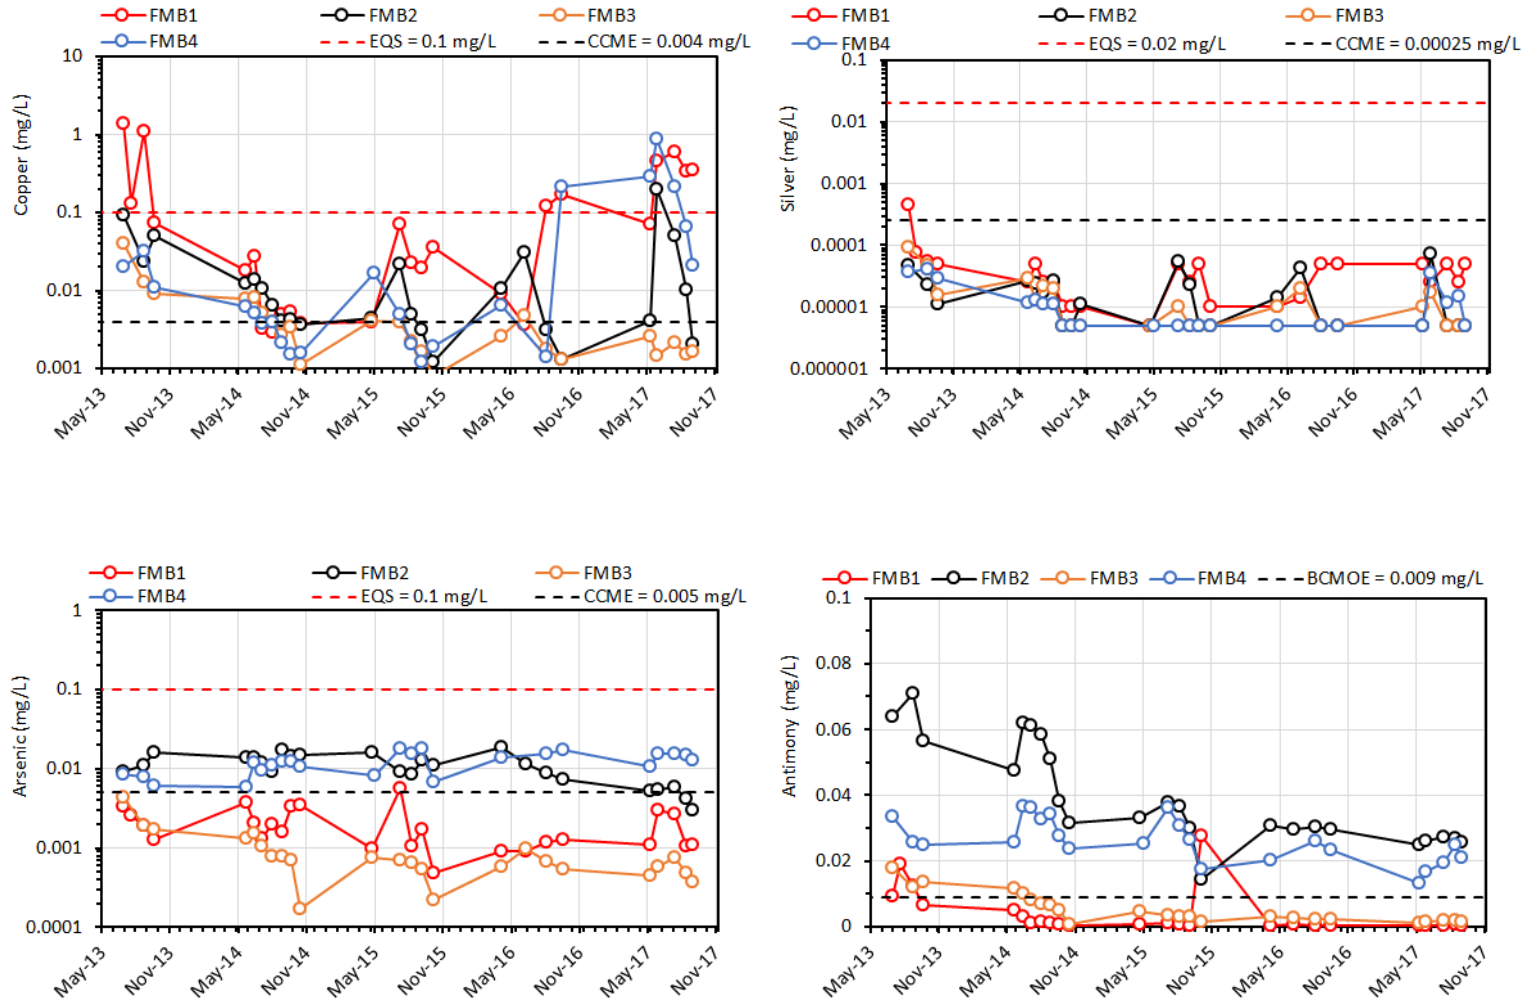 FMB1 FMB2 FMB3
FMB4 EQS = 0.1 mg/L CCME = 0.004 mg/L
Copper (mg/L)
10
1
0.1
0.01
0.001
May-13 Nov-13 May-14 Nov-14 May-15 Nov-15 May-16 Nov-16 May-17 Nov-17
FMB1 FMB2 FMB3
FMB4 EQS = 0.02 mg/L CCME = 0.00025 mg/L
Silver (mg/L)
0.1
0.01
0.001
0.0001
0.00001
0.000001
May-13 Nov-13 May-14 Nov-14 May-15 Nov-15 May-16 Nov-16 May-17 Nov-17
FMB1 FMB2 FMB3
FMB4 EQS = 0.1 mg/L CCME = 0.005 mg/L
Arsenic (mg/L)
1
0.1
0.01
0.001
0.0001
May-13 Nov-13 May-14 Nov-14 May-15 Nov-15 May-16 Nov-16 May-17 Nov-17
FMB1 FMB2 FMB3 FMB4 BCMOE = 0.009 mg/L
Antimony (mg/L)
0.1
0.08
0.06
0.04
0.02
0
May-13 Nov-13 May-14 Nov-14 May-15 Nov-15 May-16 Nov-16 May-17 Nov-17